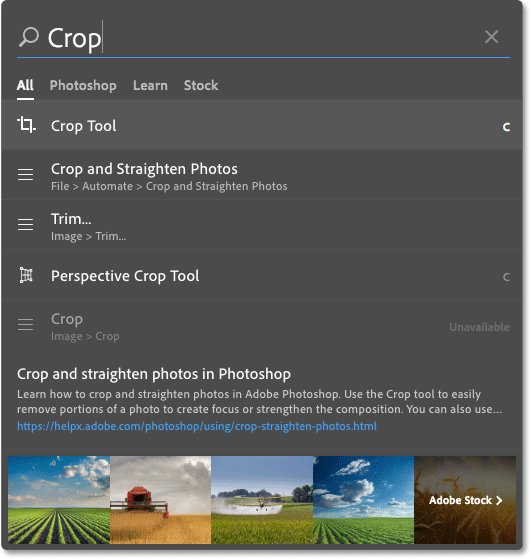 Crop
All Photoshop Learn Stock
Crop Tool C
Crop and Straighten Photos
File > Automate > Crop and Straighten Photos
Trim...
Image > Trim...
Perspective Crop Tool C
Crop
Image > Crop
Unavailable
Crop and straighten photos in Photoshop
Learn how to crop and straighten photos in Adobe Photoshop. Use the Crop tool to easily
remove portions of a photo to create focus or strengthen the composition. You can also use...
https://helpx.adobe.com/photoshop/using/crop-straighten-photos.html
Adobe Stock >